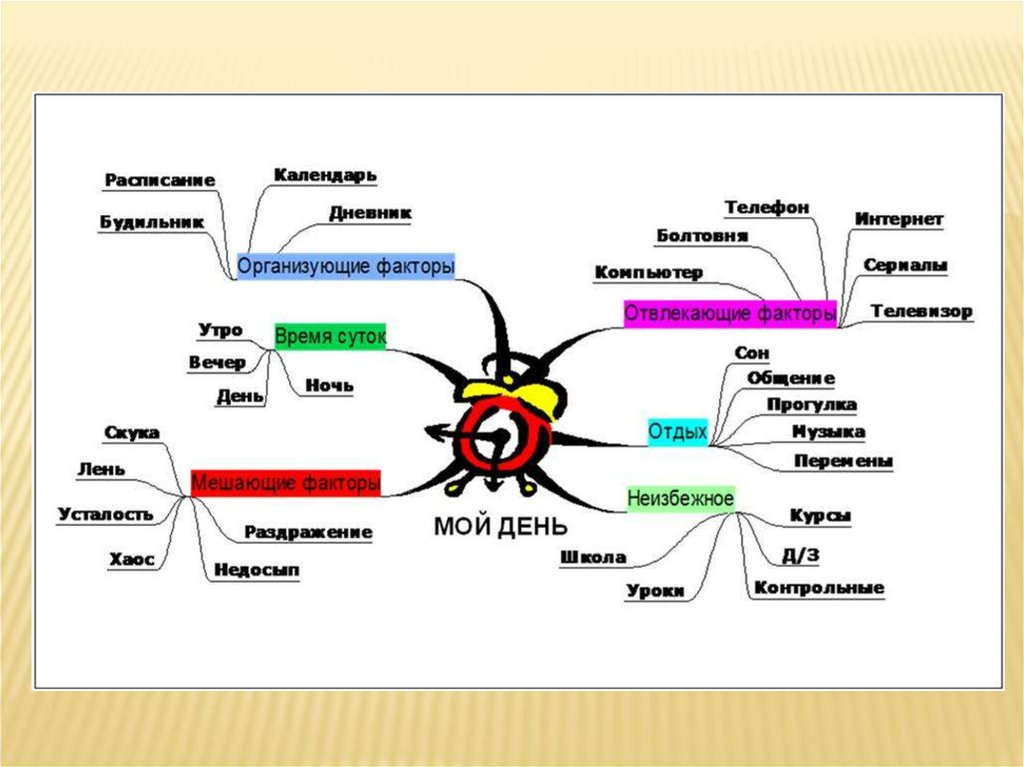 Расписание
Календарь
Будильник
Дневник
Организующие факторы
Утро
Время суток
Вечер
День
Ночь
Скука
Лень
Мешающие факторы
Усталость
Раздражение
Хаос
Недосып
МОЙ ДЕНЬ
Телефон
Интернет
Болтовня
Компьютер
Сериалы
Отвлекающие факторы
Телевизор
Сон
Общение
Прогулка
Отдых
Музыка
Перемены
Неизбежное
Курсы
Школа
Д/З
Уроки
Контрольные